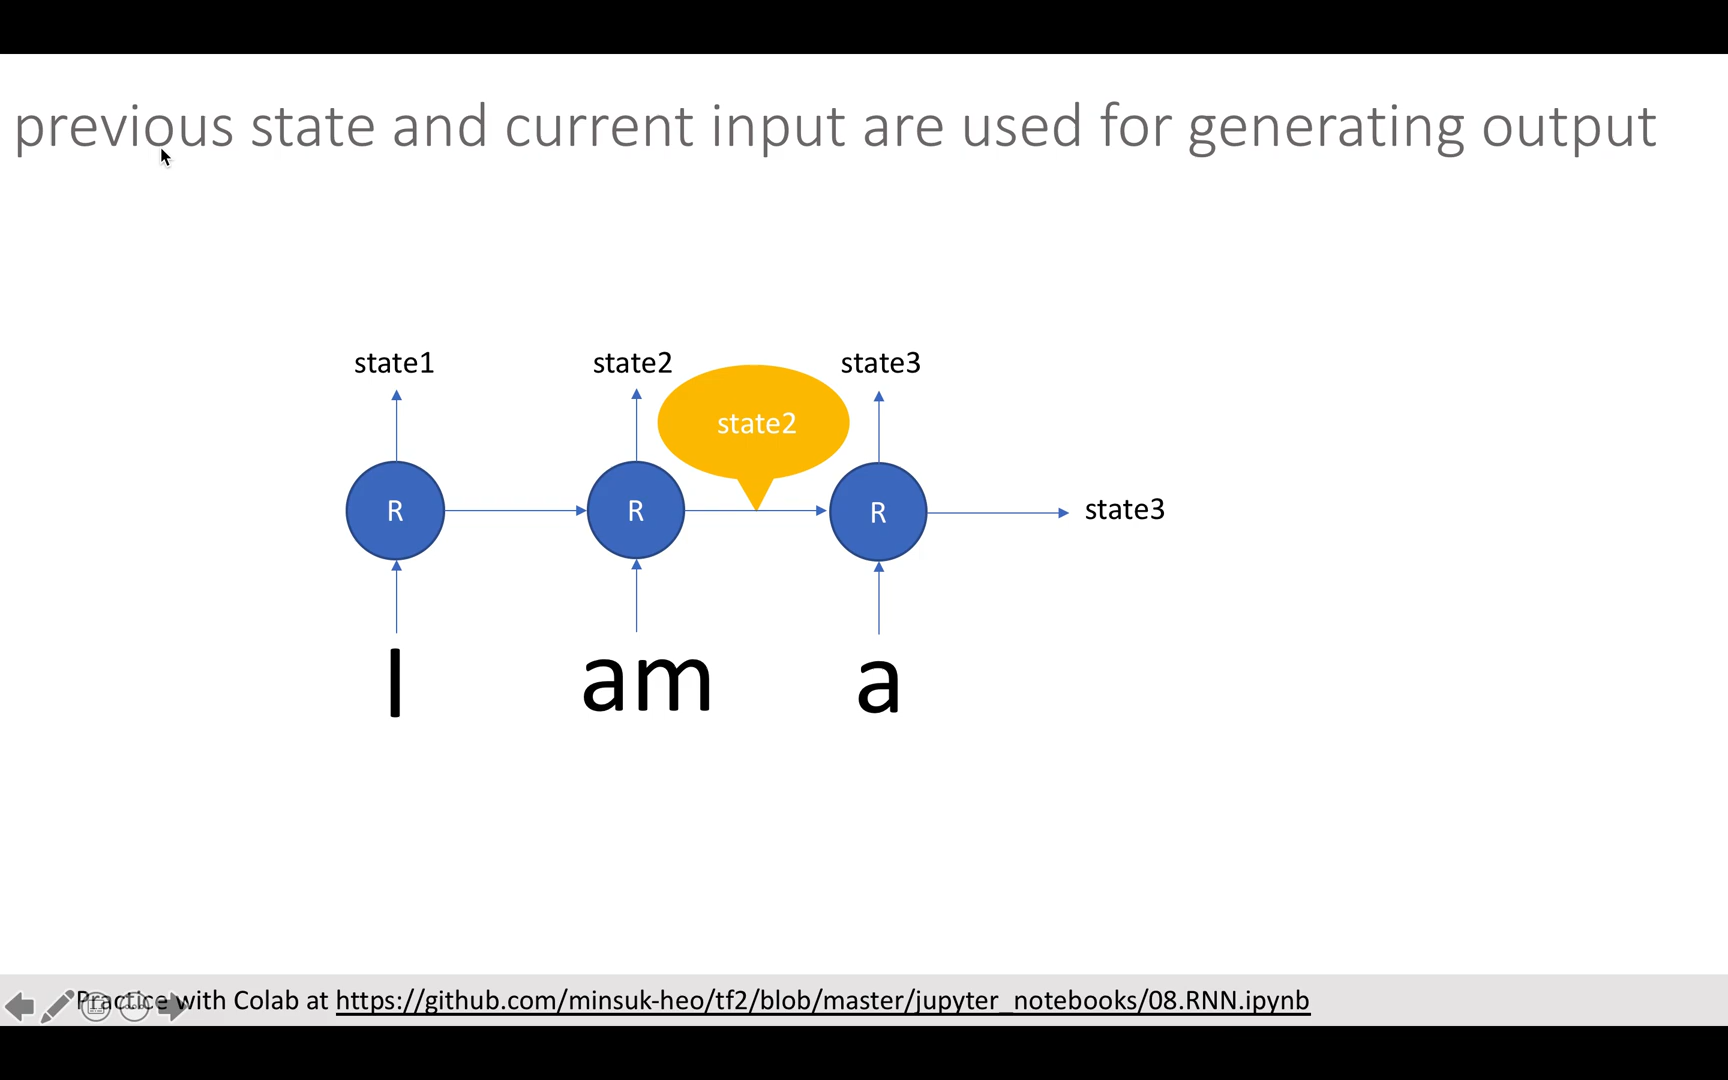 previous state and current input are used for generating output
state1
state2
state3
state2
R
R
R
state3
I
am
a
Practice with Colab at https://github.com/minsuk-heo/tf2/blob/master/jupyter_notebooks/08.RNN.ipynb